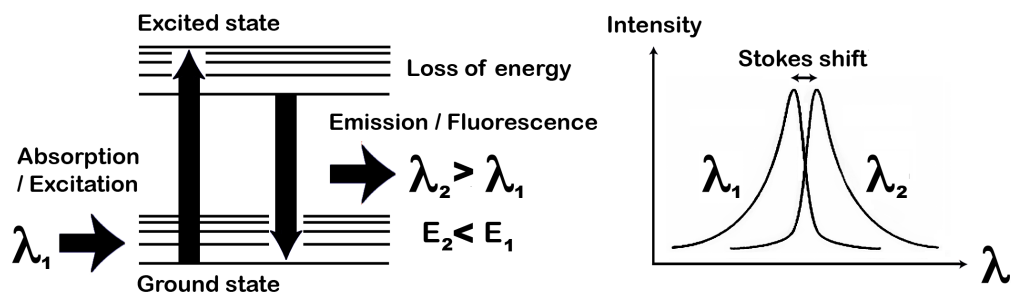 Excited state
Loss of energy
Emission / Fluorescence
λ₂ > λ₁
E₂ < E₁
Absorption
/ Excitation
λ₁
Ground state
Intensity
Stokes shift
λ₁
λ₂
λ